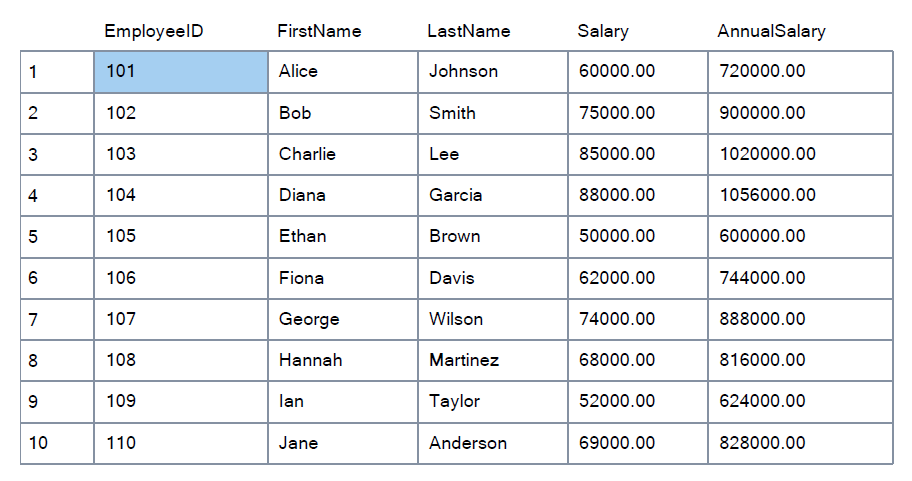 EmployeeID FirstName LastName Salary AnnualSalary
1 101 Alice Johnson 60000.00 720000.00
2 102 Bob Smith 75000.00 900000.00
3 103 Charlie Lee 85000.00 1020000.00
4 104 Diana Garcia 88000.00 1056000.00
5 105 Ethan Brown 50000.00 600000.00
6 106 Fiona Davis 62000.00 744000.00
7 107 George Wilson 74000.00 888000.00
8 108 Hannah Martinez 68000.00 816000.00
9 109 Ian Taylor 52000.00 624000.00
10 110 Jane Anderson 69000.00 828000.00